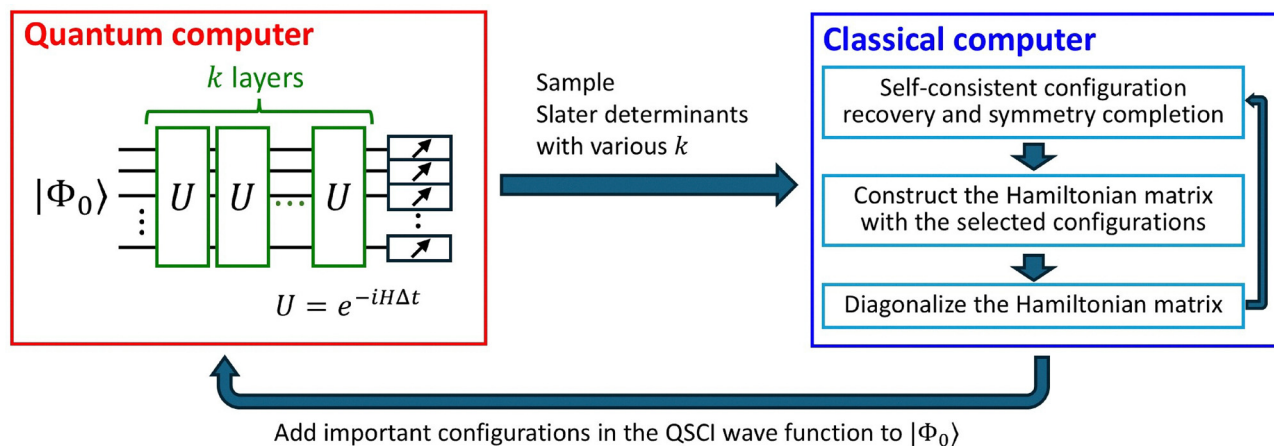 Quantum computer
k layers
|Φ₀⟩
U U ... U
U = e^{-iHΔt}
Sample
Slater determinants
with various k
Classical computer
Self-consistent configuration
recovery and symmetry completion
Construct the Hamiltonian matrix
with the selected configurations
Diagonalize the Hamiltonian matrix
Add important configurations in the QSCI wave function to |Φ₀⟩